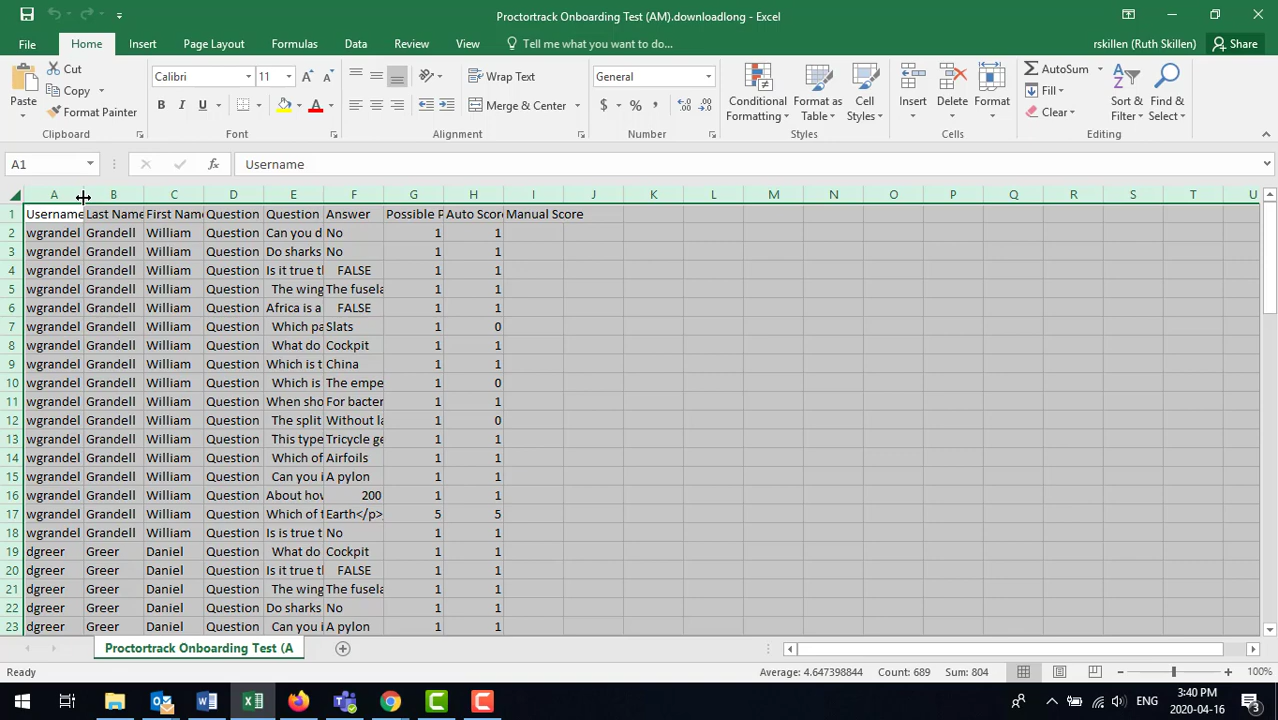 Proctortrack Onboarding Test (AM).downloadlong - Excel
File Home Insert Page Layout Formulas Data Review View Tell me what you want to do... rskillen (Ruth Skillen) Share
Paste Cut Copy Format Painter Clipboard
Calibri 11 B I U A A A Font
Wrap Text Merge & Center Alignment
General $ % , Number
Conditional Formatting Format as Table Cell Styles Styles
Insert Delete Format Cells
AutoSum Fill Clear Sort & Filter Find & Select Editing
A1 fx Username
A B C D E F G H I J K L M N O P Q R S T U
1 Username Last Name First Name Question Question Answer Possible P Auto Score Manual Score
2 wgrandel Grandell William Question Can you d No 1 1
3 wgrandel Grandell William Question Do sharks No 1 1
4 wgrandel Grandell William Question Is it true th FALSE 1 1
5 wgrandel Grandell William Question The wing The fusela 1 1
6 wgrandel Grandell William Question Africa is a FALSE 1 1
7 wgrandel Grandell William Question Which pa Slats 1 0
8 wgrandel Grandell William Question What do Cockpit 1 1
9 wgrandel Grandell William Question Which is t China 1 1
10 wgrandel Grandell William Question Which is The empe 1 0
11 wgrandel Grandell William Question When sho For bacter 1 1
12 wgrandel Grandell William Question The split Without la 1 0
13 wgrandel Grandell William Question This type Tricycle ge 1 1
14 wgrandel Grandell William Question Which of Airfoils 1 1
15 wgrandel Grandell William Question Can you i A pylon 1 1
16 wgrandel Grandell William Question About how 200 1 1
17 wgrandel Grandell William Question Which of t Earth</p> 5 5
18 wgrandel Grandell William Question Is is true t No 1 1
19 dgreer Greer Daniel Question What do Cockpit 1 1
20 dgreer Greer Daniel Question Is it true th FALSE 1 1
21 dgreer Greer Daniel Question The wing The fusela 1 1
22 dgreer Greer Daniel Question Do sharks No 1 1
23 dgreer Greer Daniel Question Can you i A pylon 1 1
Proctortrack Onboarding Test (A
Ready Average: 4.647398844 Count: 689 Sum: 804 100%
ENG 3:40 PM
2020-04-16 3